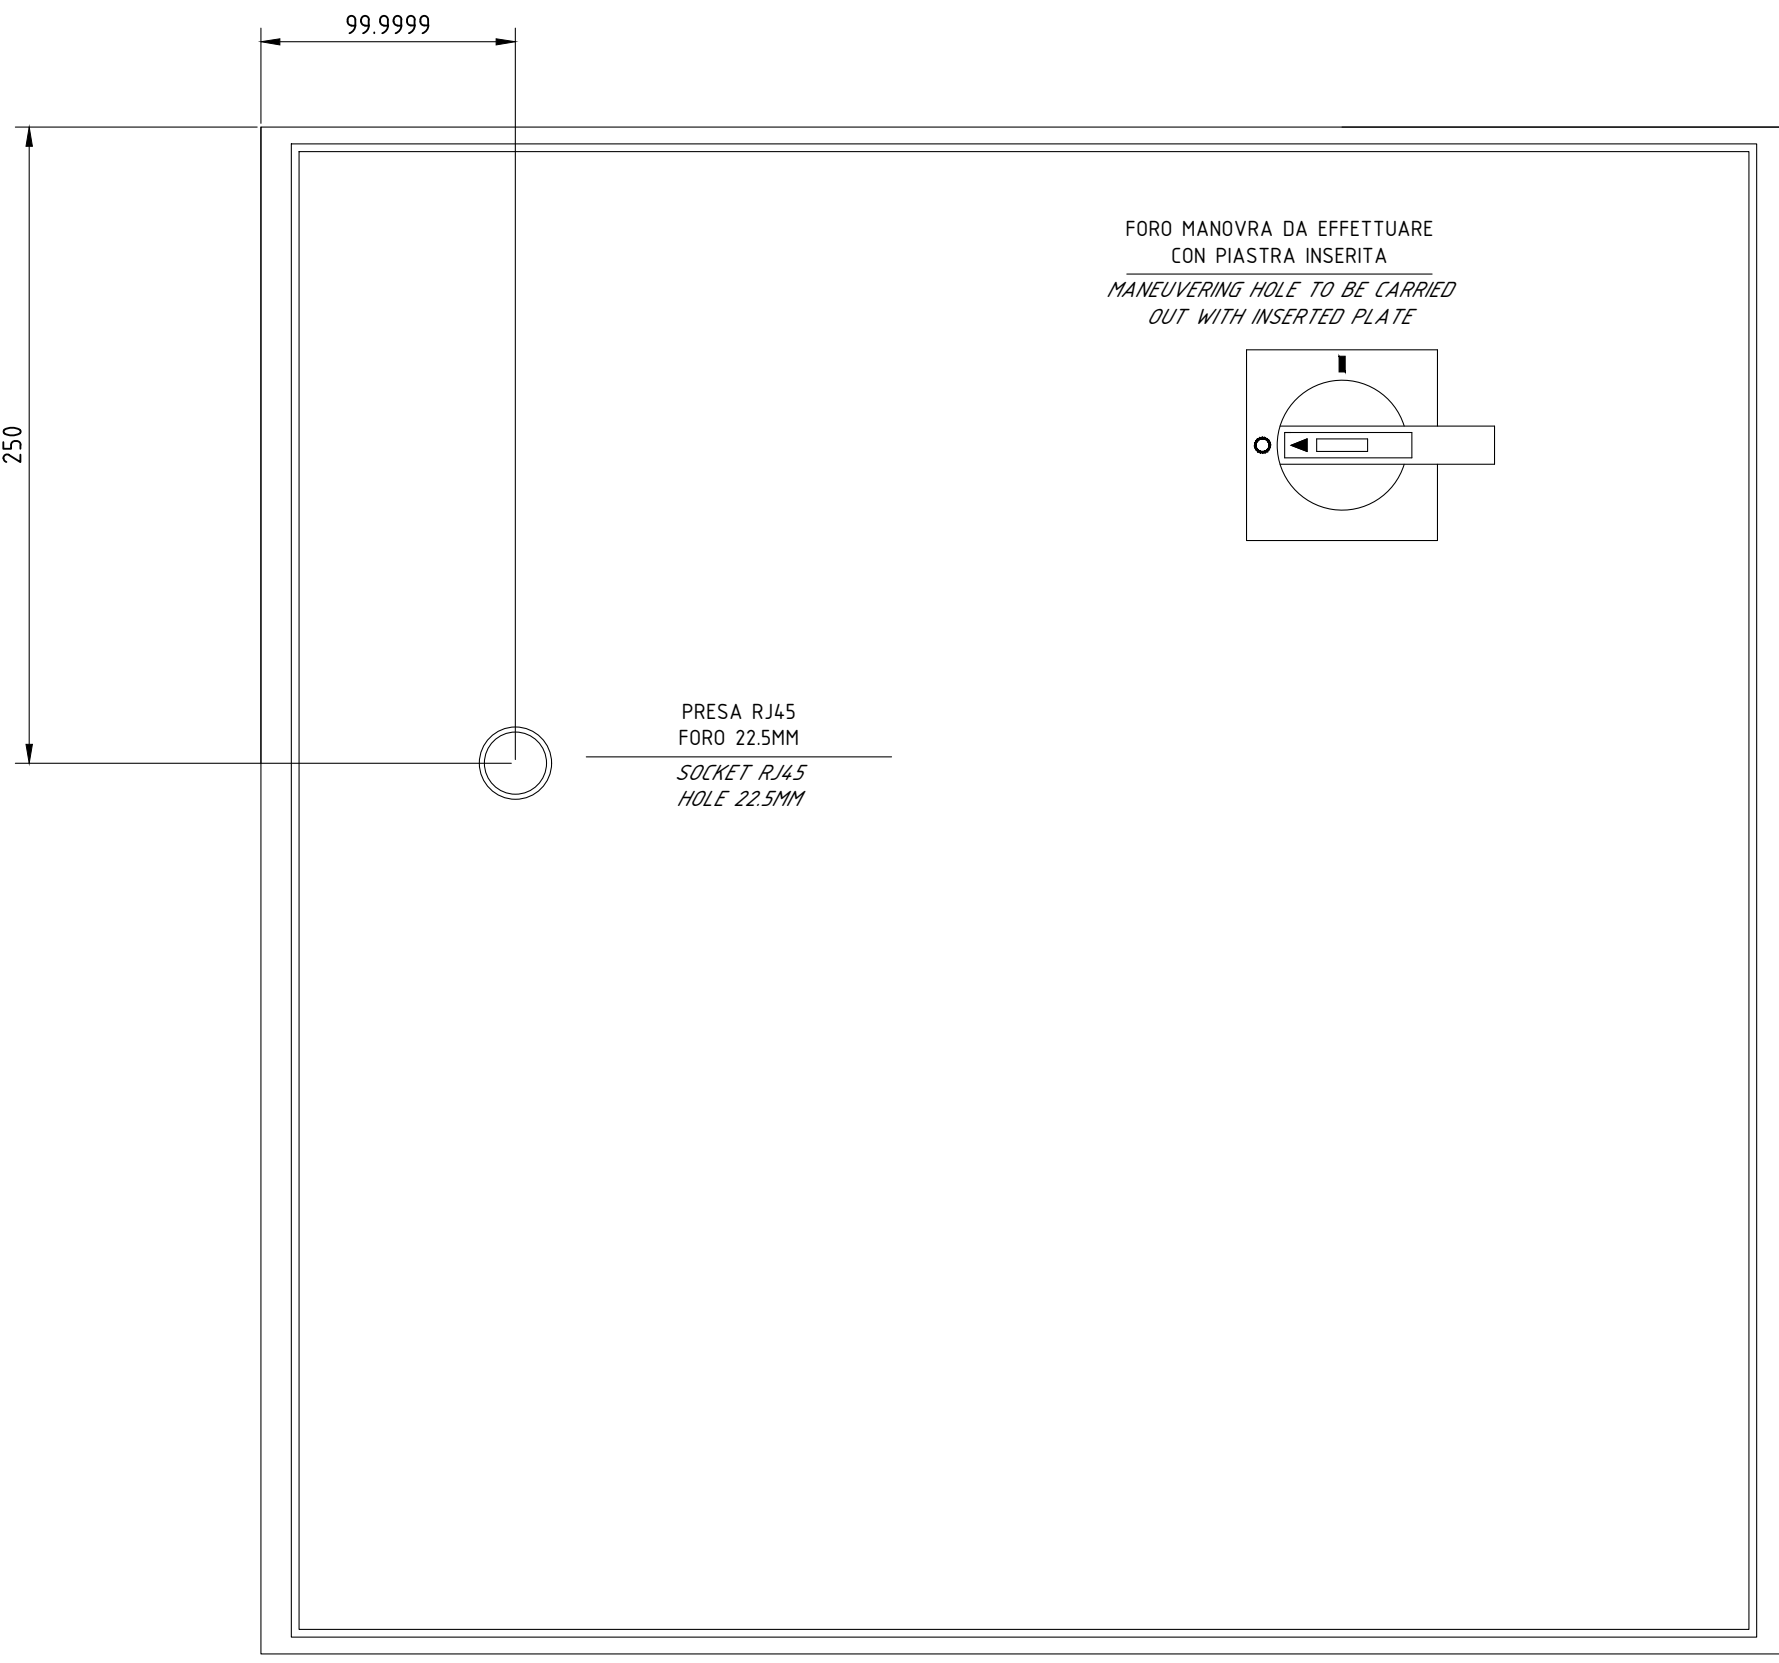 99.9999
FORO MANOVRA DA EFFETTUARE
CON PIASTRA INSERITA
MANEUVERING HOLE TO BE CARRIED
OUT WITH INSERTED PLATE
250
PRESA RJ45
FORO 22.5MM
SOCKET RJ45
HOLE 22.5MM